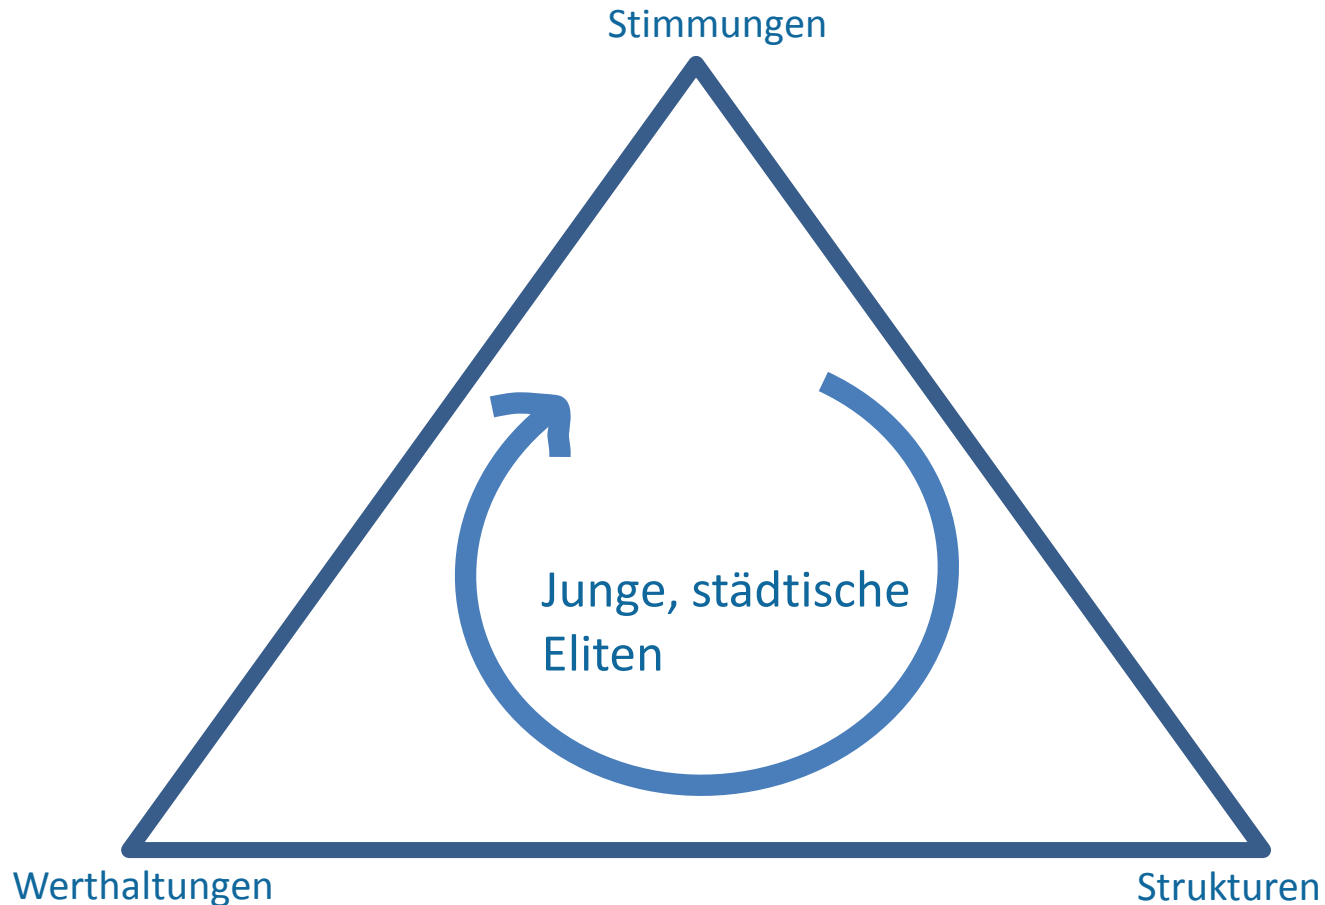 Stimmungen
Junge, städtische
Eliten
Werthaltungen
Strukturen